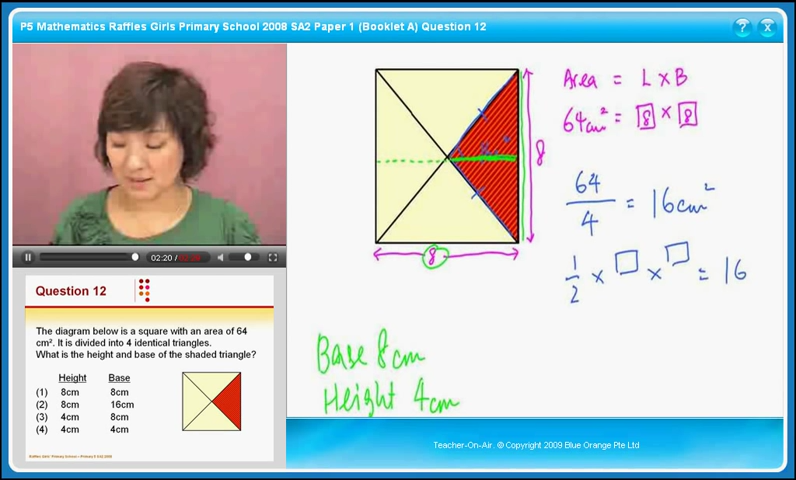 P5 Mathematics Raffles Girls Primary School 2008 SA2 Paper 1 (Booklet A) Question 12
? X
Area = L x B
64cm² = 8 x 8
8
64
4
= 16cm²
1
2
x □ x □ = 16
8
Base 8cm
Height 4cm
02:20 /
Question 12
The diagram below is a square with an area of 64
cm². It is divided into 4 identical triangles.
What is the height and base of the shaded triangle?
Height Base
(1) 8cm 8cm
(2) 8cm 16cm
(3) 4cm 8cm
(4) 4cm 4cm
Teacher-On-Air. © Copyright 2009 Blue Orange Pte Ltd